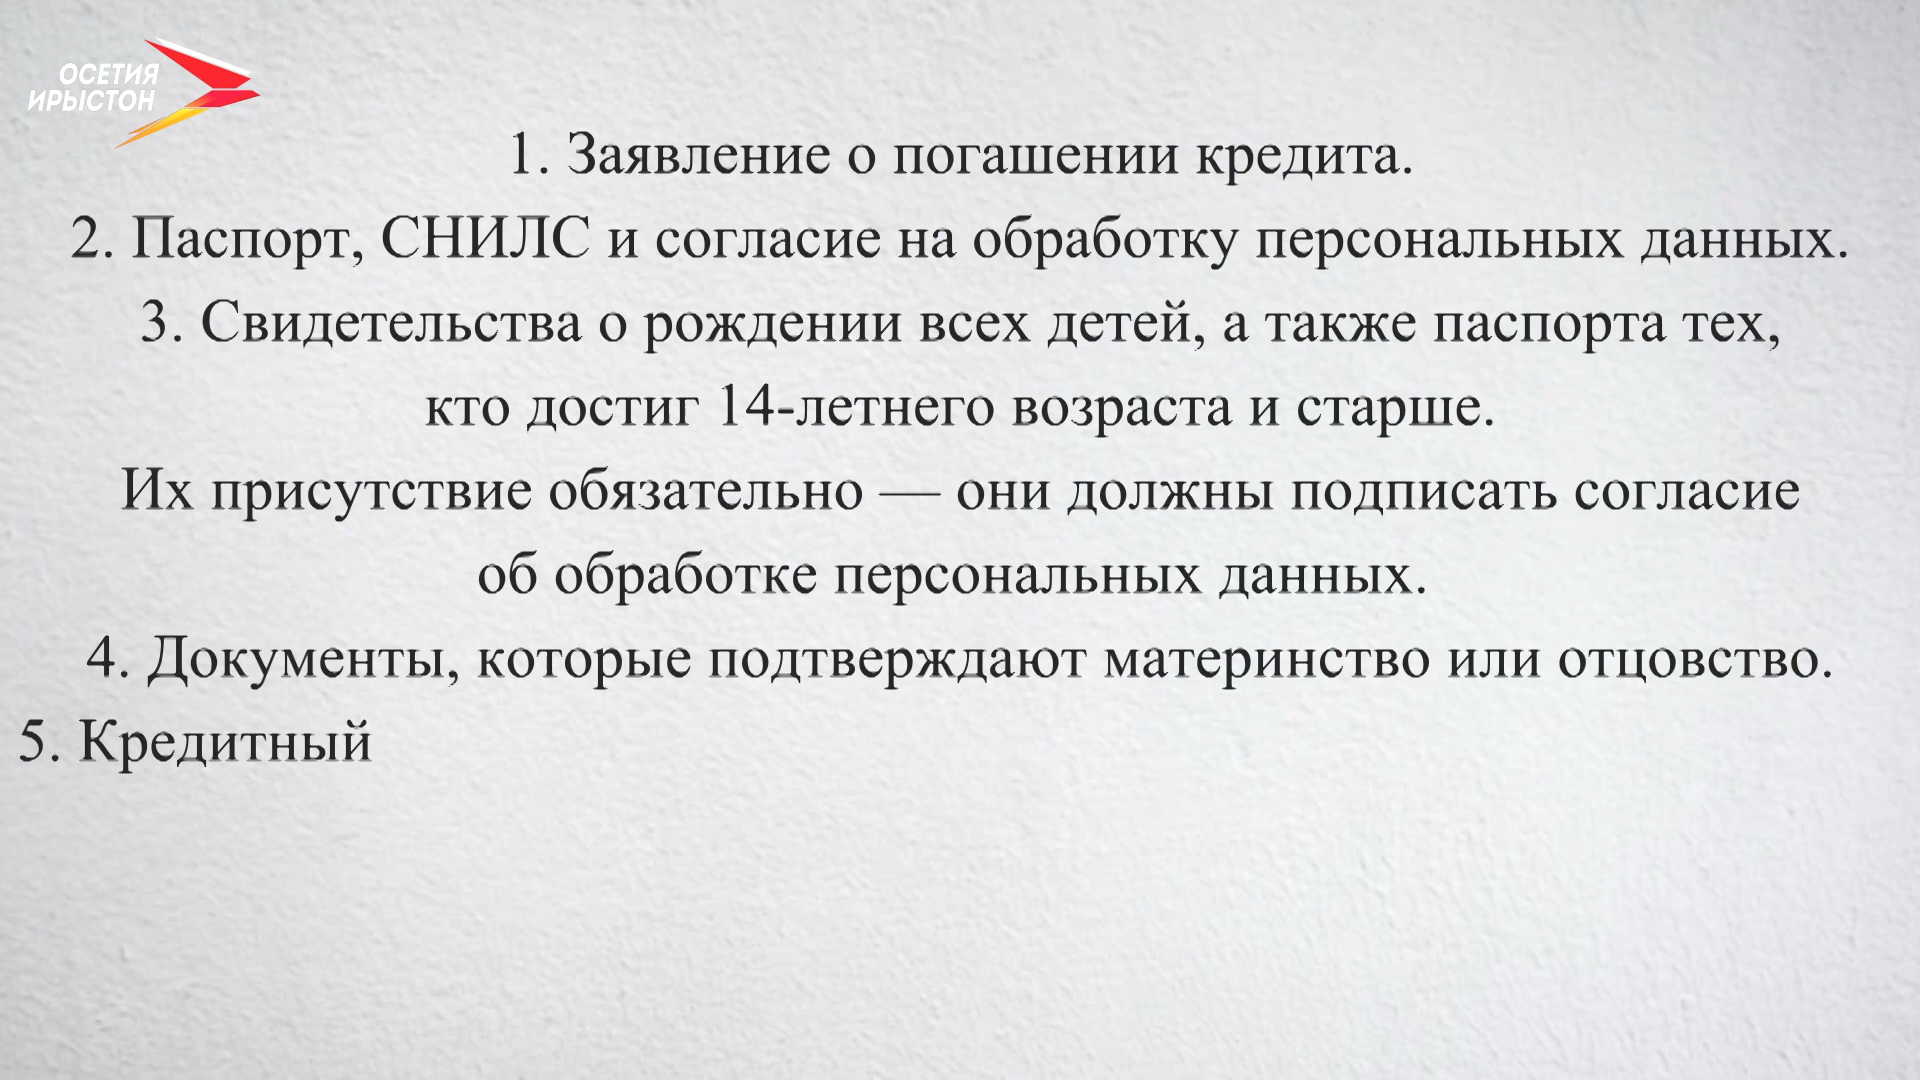 ОСЕТИЯ
ИРЫСТОН
1. Заявление о погашении кредита.
2. Паспорт, СНИЛС и согласие на обработку персональных данных.
3. Свидетельства о рождении всех детей, а также паспорта тех,
кто достиг 14-летнего возраста и старше.
Их присутствие обязательно — они должны подписать согласие
об обработке персональных данных.
4. Документы, которые подтверждают материнство или отцовство.
5. Кредитный